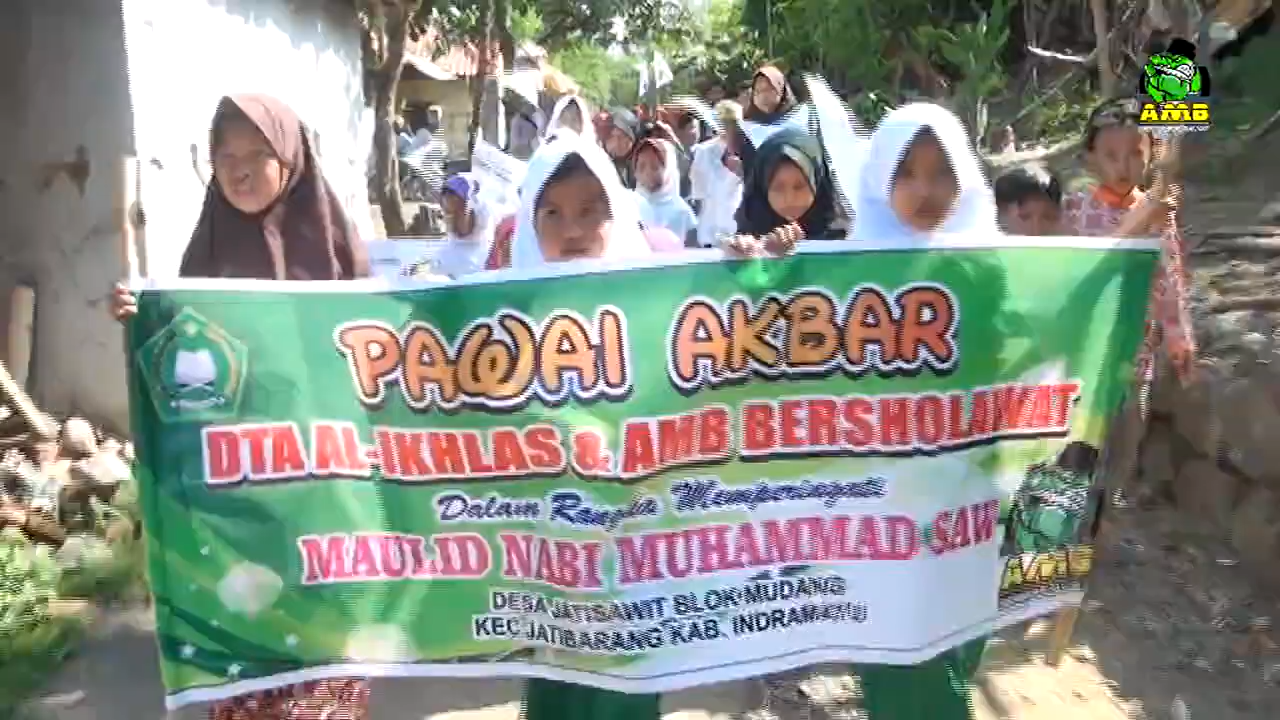 AMB
PAWAI AKBAR
DTA AL-IKHLAS & AMB BERSHOLAWAT
Dalam Rangka Memperingati
MAULID NABI MUHAMMAD SAW
DESA JATISAWIT BLOK MUDANG
KEC JATIBARANG KAB. INDRAMAYU
AMB